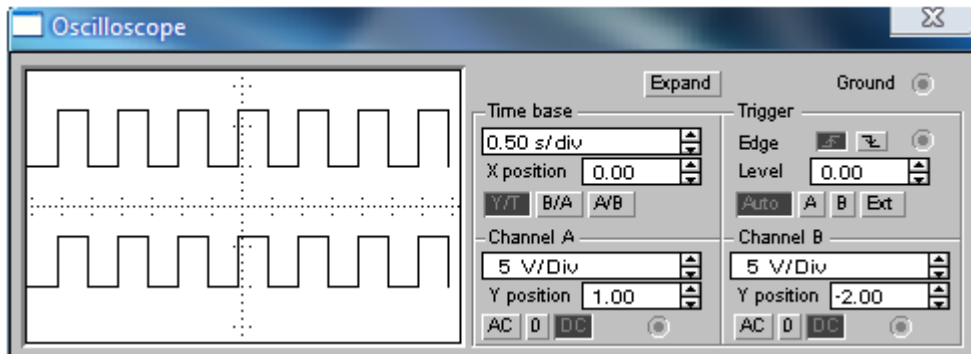 Oscilloscope
Expand
Ground
Time base
0.50 s/div
X position 0.00
Y/T B/A A/B
Trigger
Edge
Level 0.00
Auto A B Ext
Channel A
5 V/Div
Y position 1.00
AC 0 DC
Channel B
5 V/Div
Y position -2.00
AC 0 DC